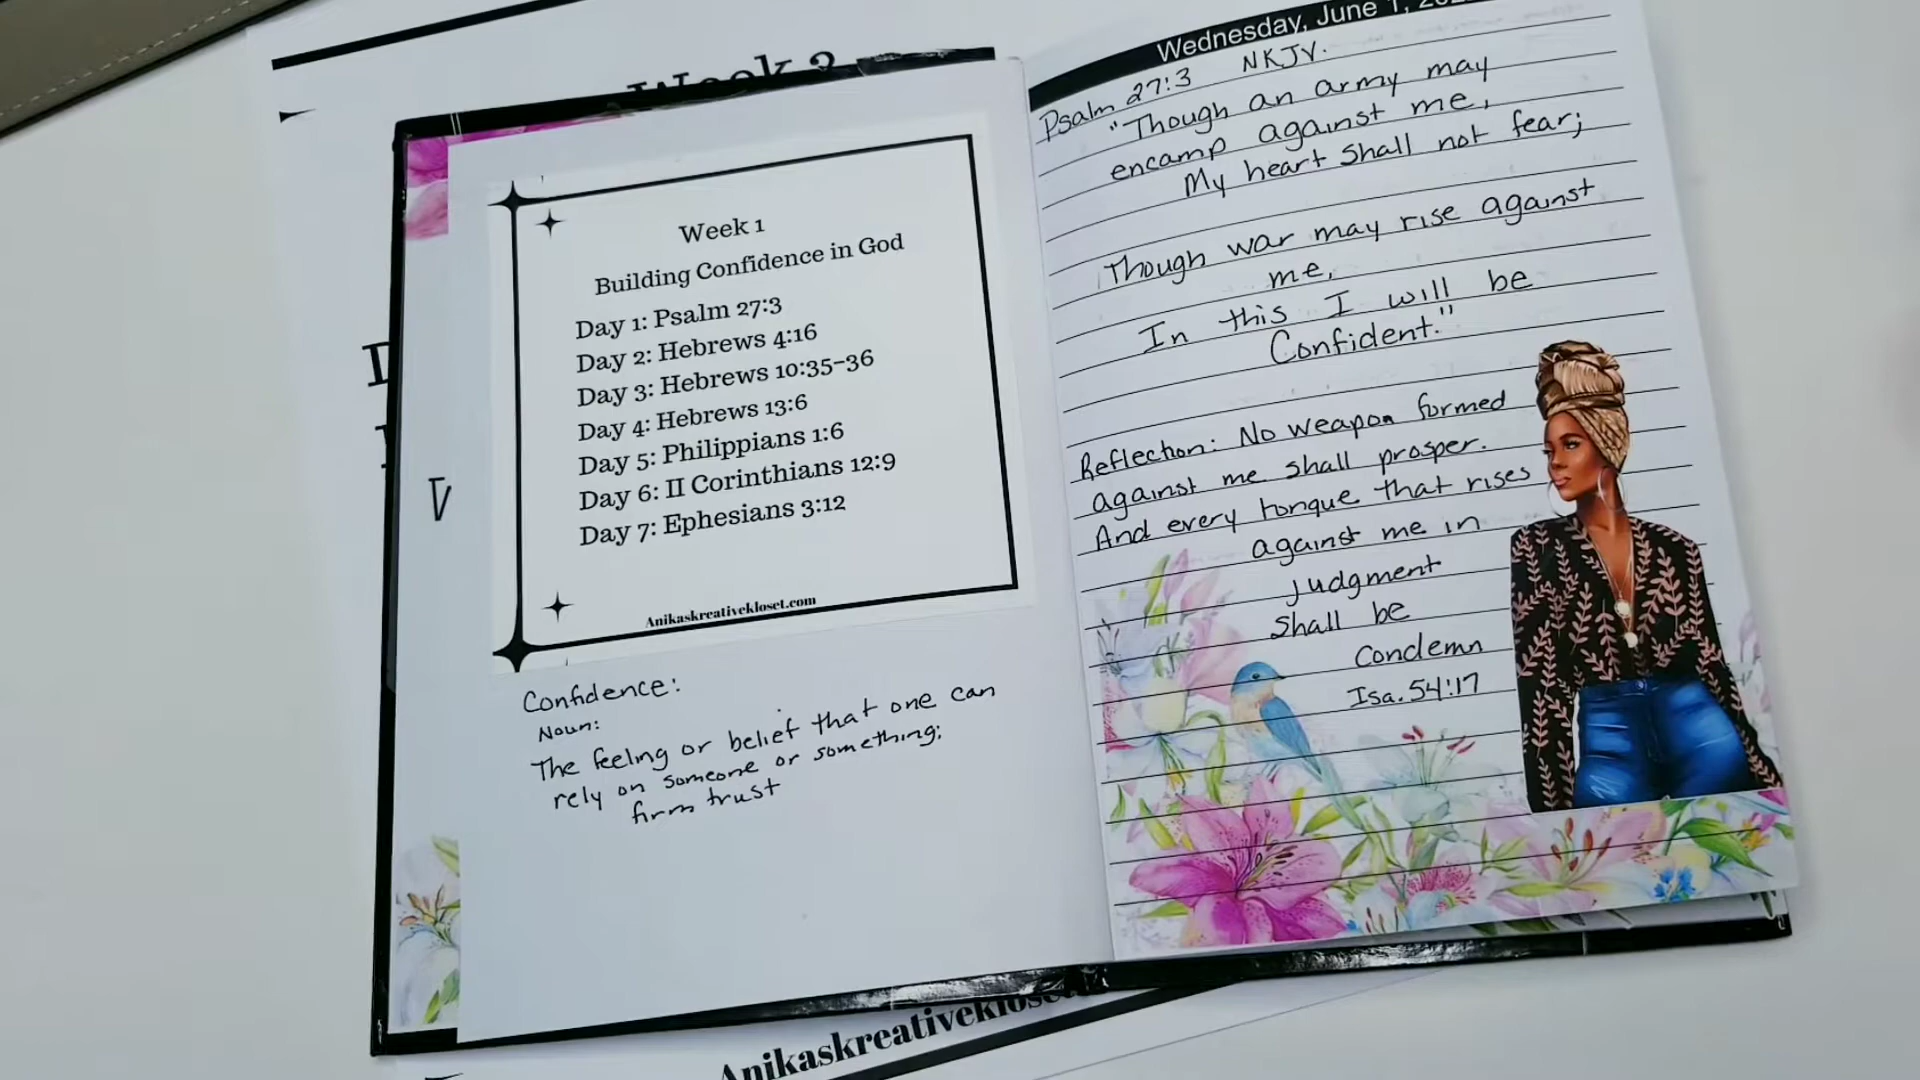 Week
Week 1
Building Confidence in God
Day 1: Psalm 27:3
Day 2: Hebrews 4:16
Day 3: Hebrews 10:35-36
Day 4: Hebrews 13:6
Day 5: Philippians 1:6
Day 6: II Corinthians 12:9
Day 7: Ephesians 3:12
Anikaskreativekloset.com
Confidence:
Noun:
The feeling or belief that one can
rely on someone or something;
firm trust
Wednesday, June 1,
Psalm 27:3 NKJV.
"Though an army may
encamp against me,
My heart shall not fear;
Though war may rise against
me,
In this I will be
Confident."
Reflection: No weapon formed
against me shall prosper.
And every tongue that rises
against me in
judgment
shall be
Condemn
Isa. 54:17
Anikaskreativekloset